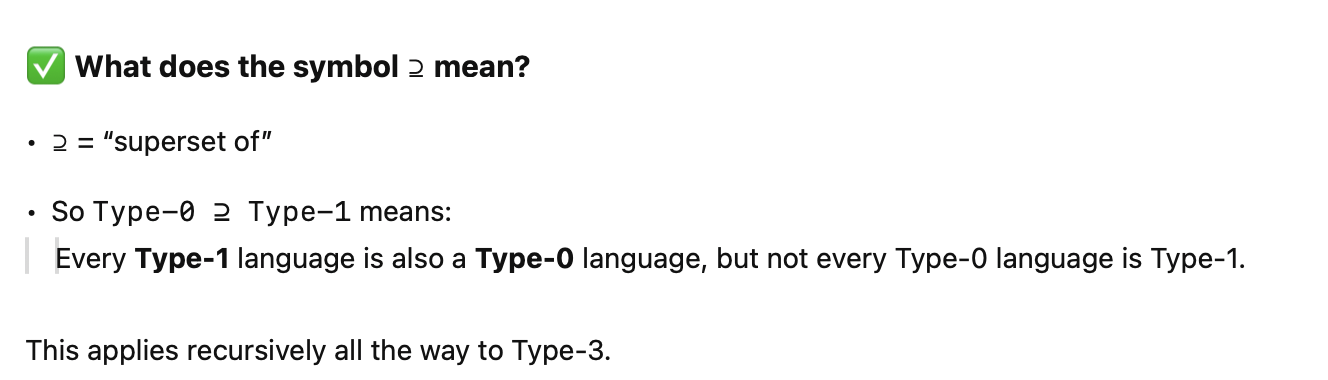 ✅ What does the symbol ⊇ mean?
• ⊇ = “superset of”
• So Type–0 ⊇ Type–1 means:
Every Type-1 language is also a Type-0 language, but not every Type-0 language is Type-1.
This applies recursively all the way to Type-3.